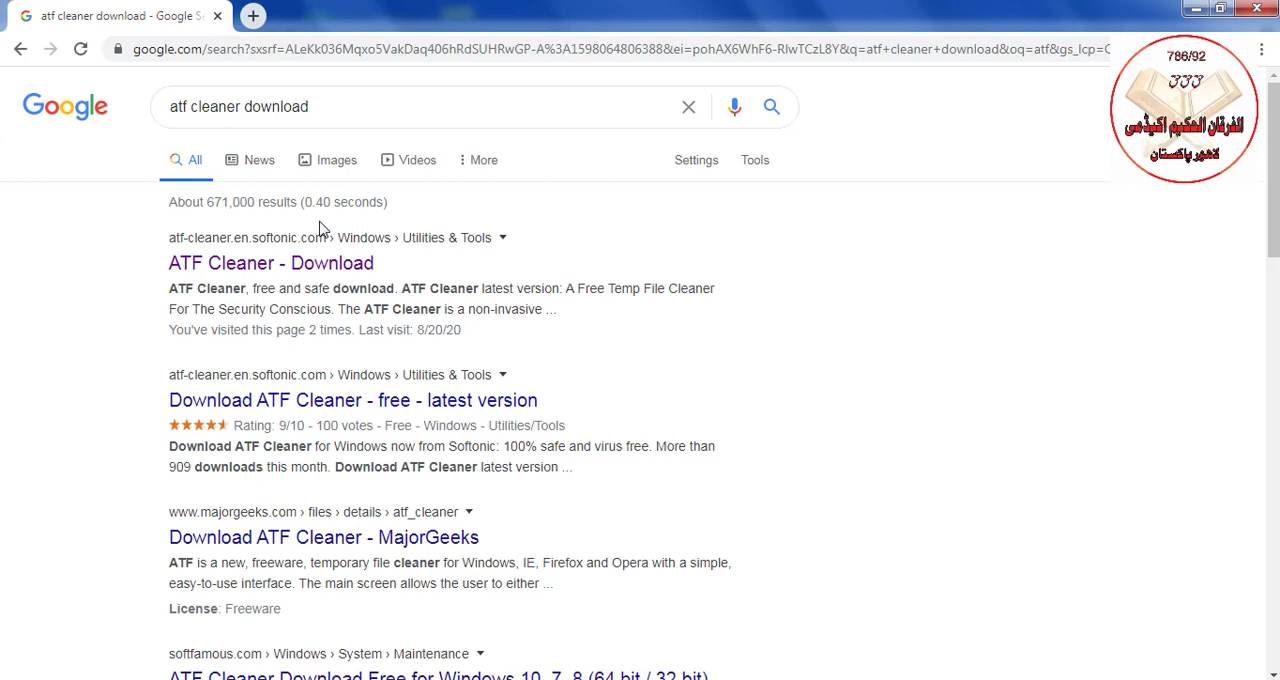 atf cleaner download - Google Se
google.com/search?sxsrf=ALeKk036Mqxo5VakDaq406hRdSUHRwGP-A%3A1598064806388&ei=pohAX6WhF6-RlwTCzL8Y&q=atf+cleaner+download&oq=atf&gs_lcp=C
786/92
الفرقان الحکیم اکیڈمی
لاہور پاکستان
Google
atf cleaner download
All News Images Videos More Settings Tools
About 671,000 results (0.40 seconds)
atf-cleaner.en.softonic.com › Windows › Utilities & Tools
ATF Cleaner - Download
ATF Cleaner, free and safe download. ATF Cleaner latest version: A Free Temp File Cleaner
For The Security Conscious. The ATF Cleaner is a non-invasive ...
You've visited this page 2 times. Last visit: 8/20/20
atf-cleaner.en.softonic.com › Windows › Utilities & Tools
Download ATF Cleaner - free - latest version
Rating: 9/10 - 100 votes - Free - Windows - Utilities/Tools
Download ATF Cleaner for Windows now from Softonic: 100% safe and virus free. More than
909 downloads this month. Download ATF Cleaner latest version ...
www.majorgeeks.com › files › details › atf_cleaner
Download ATF Cleaner - MajorGeeks
ATF is a new, freeware, temporary file cleaner for Windows, IE, Firefox and Opera with a simple,
easy-to-use interface. The main screen allows the user to either ...
License: Freeware
softfamous.com › Windows › System › Maintenance
ATF Cleaner Download Free for Windows 10, 7, 8 (64 bit / 32 bit)